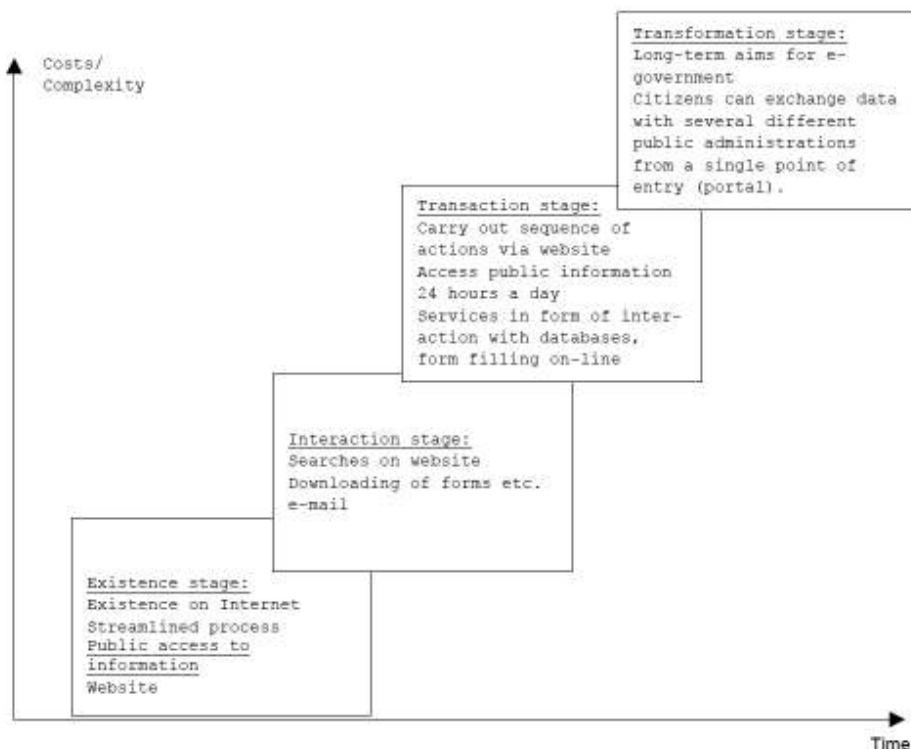 Costs/
Complexity
Transformation stage:
Long-term aims for e-
government
Citizens can exchange data
with several different
public administrations
from a single point of
entry (portal).
Transaction stage:
Carry out sequence of
actions via website
Access public information
24 hours a day
Services in form of inter-
action with databases,
form filling on-line
Interaction stage:
Searches on website
Downloading of forms etc.
e-mail
Existence stage:
Existence on Internet
Streamlined process
Public access to
information
Website
Time